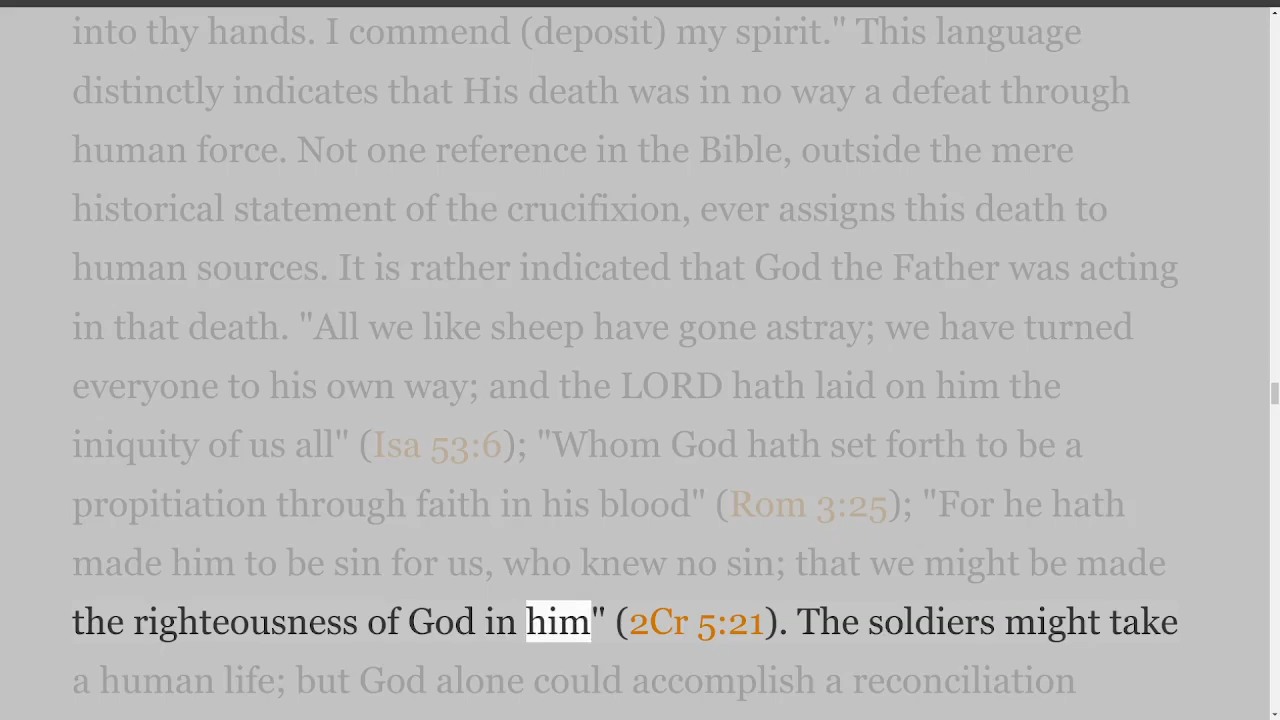 into thy hands. I commend (deposit) my spirit." This language
distinctly indicates that His death was in no way a defeat through
human force. Not one reference in the Bible, outside the mere
historical statement of the crucifixion, ever assigns this death to
human sources. It is rather indicated that God the Father was acting
in that death. "All we like sheep have gone astray; we have turned
everyone to his own way; and the LORD hath laid on him the
iniquity of us all" (Isa 53:6); "Whom God hath set forth to be a
propitiation through faith in his blood" (Rom 3:25); "For he hath
made him to be sin for us, who knew no sin; that we might be made
the righteousness of God in him" (2Cr 5:21). The soldiers might take
a human life; but God alone could accomplish a reconciliation